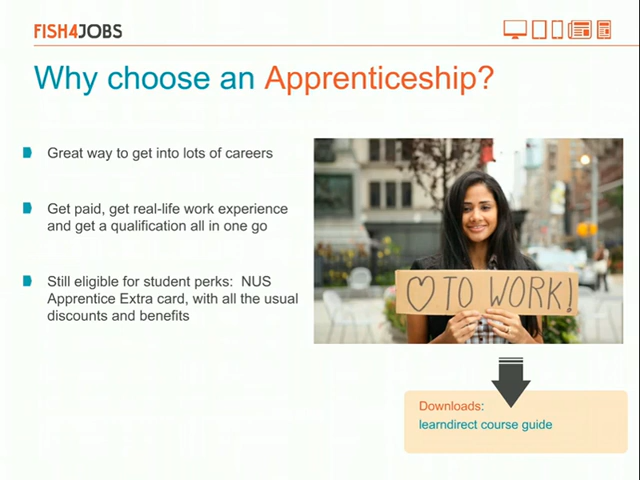 FISH4JOBS
Why choose an Apprenticeship?
Great way to get into lots of careers
Get paid, get real-life work experience
and get a qualification all in one go
Still eligible for student perks: NUS
Apprentice Extra card, with all the usual
discounts and benefits
♡ TO WORK!
Downloads:
learndirect course guide